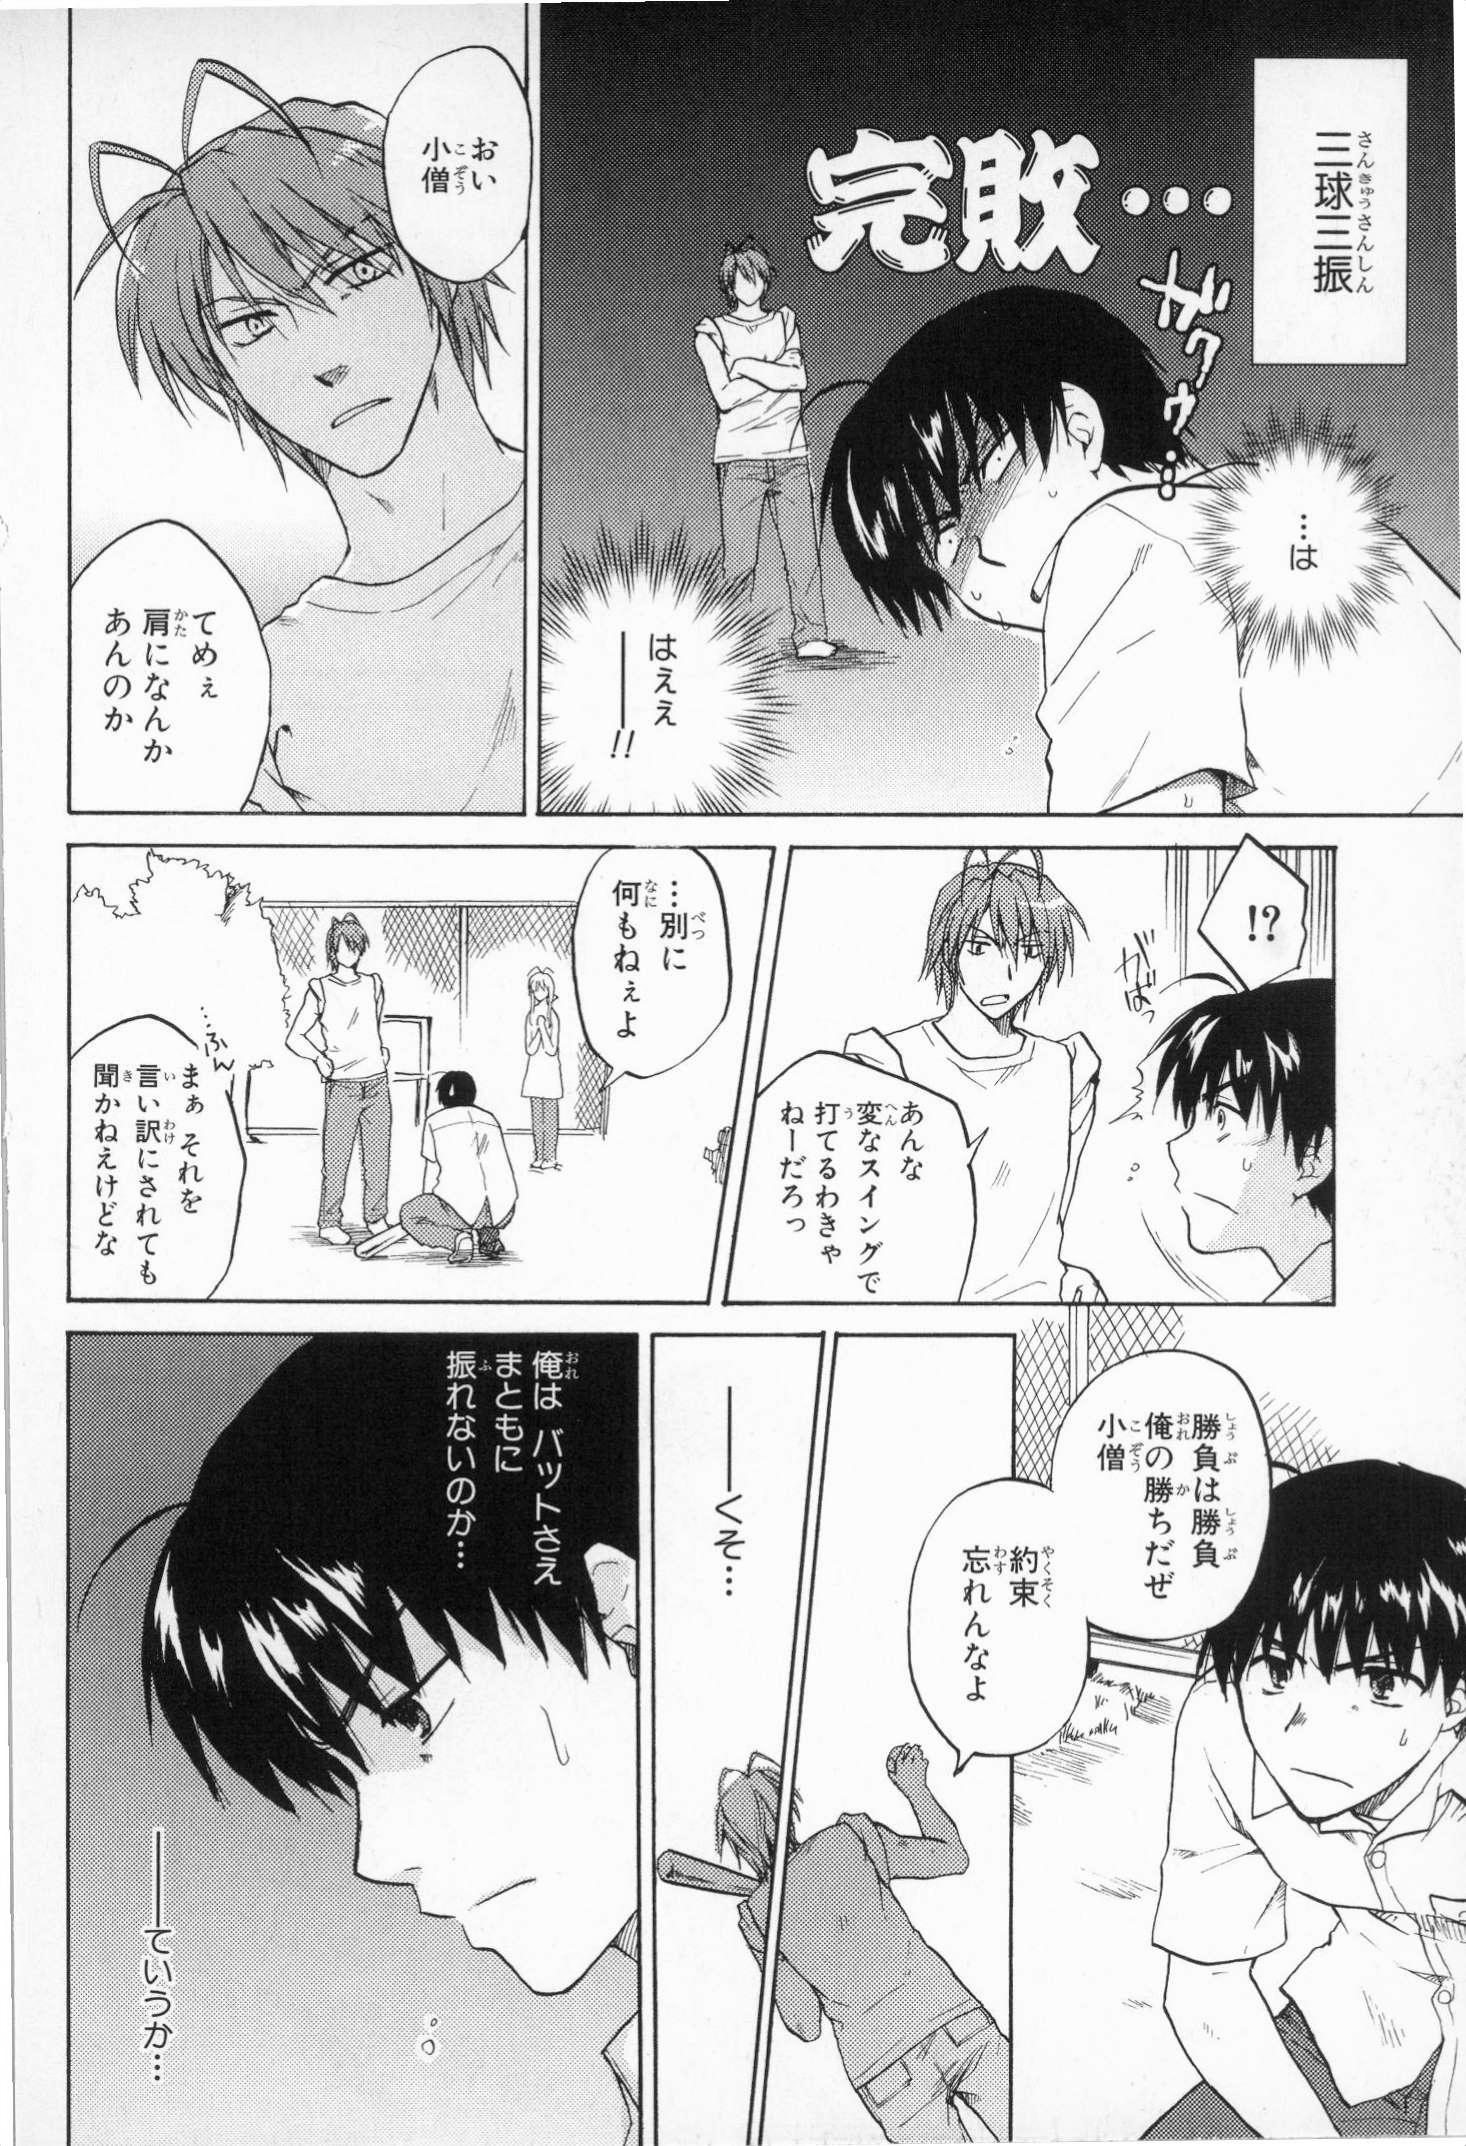 三球三振
完敗…
ガクゥ…
…は
はええ
――!!
おい
小僧
てめぇ
肩になんか
あんのか
!?
がばっ
あんな
変なスイングで
打てるわきゃ
ねーだろっ
…別に
何もねぇよ
…ふん
まぁ それを
言い訳にされても
聞かねえけどな
勝負は勝負
俺の勝ちだぜ
小僧
約束
忘れんなよ
――くそ…
俺は バットさえ
まともに
振れないのか…
――ていうか…